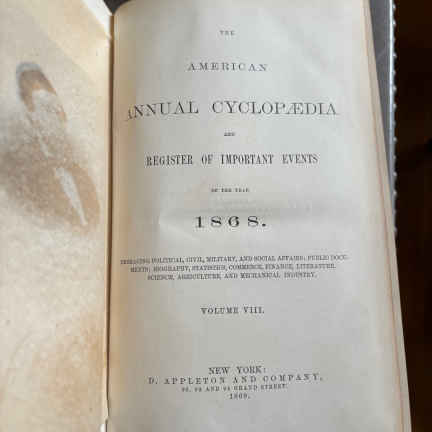 THE
AMERICAN
ANNUAL CYCLOPÆDIA
AND
REGISTER OF IMPORTANT EVENTS
OF THE YEAR
1868.
EMBRACING POLITICAL, CIVIL, MILITARY, AND SOCIAL AFFAIRS; PUBLIC DOCU-
MENTS; BIOGRAPHY, STATISTICS, COMMERCE, FINANCE, LITERATURE,
SCIENCE, AGRICULTURE, AND MECHANICAL INDUSTRY.
VOLUME VIII.
NEW YORK:
D. APPLETON AND COMPANY,
90, 92 AND 94 GRAND STREET.
1869.